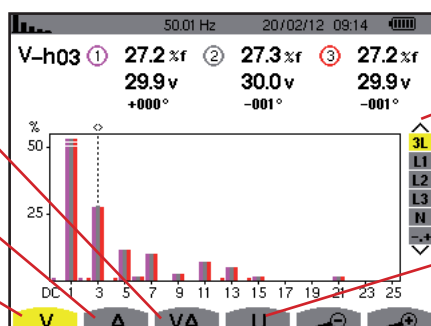 50.01 Hz 20/02/12 09:14
V-h03 1 27.2 %f 2 27.3 %f 3 27.2 %f
29.9 v 30.0 v 29.9 v
+000° -001° -001°
%
50
25
3L
L1
L2
L3
N
-.+
DC 1 3 5 7 9 11 13 15 17 19 21 23 25
V A VA U